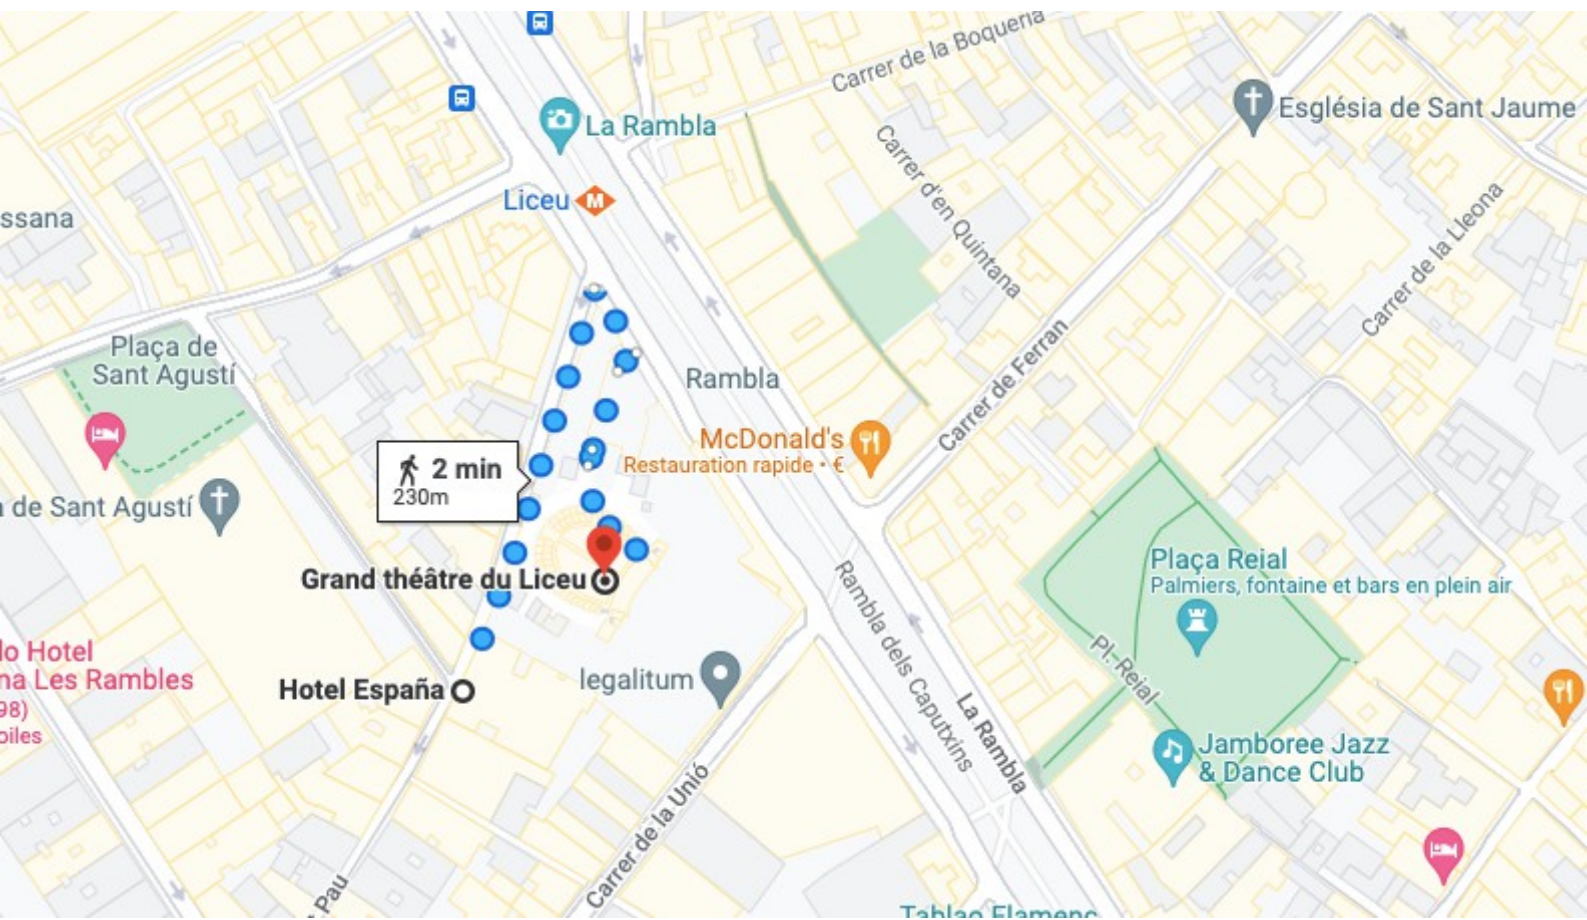 Carrer de la Boqueria
La Rambla
Església de Sant Jaume
Carrer d'en Quintana
Liceu
M
ssana
Carrer de la Lleona
Plaça de
Sant Agustí
Rambla
Carrer de Ferran
McDonald's
Restauration rapide • €
2 min
230m
a de Sant Agustí
Grand théâtre du Liceu
Plaça Reial
Palmiers, fontaine et bars en plein air
Rambla dels Caputxins
lo Hotel
na Les Rambles
98)
oiles
Hotel España
legalitum
Pl. Reial
La Rambla
Jamboree Jazz
& Dance Club
Carrer de la Unió
Pau
Tablao Flamenc